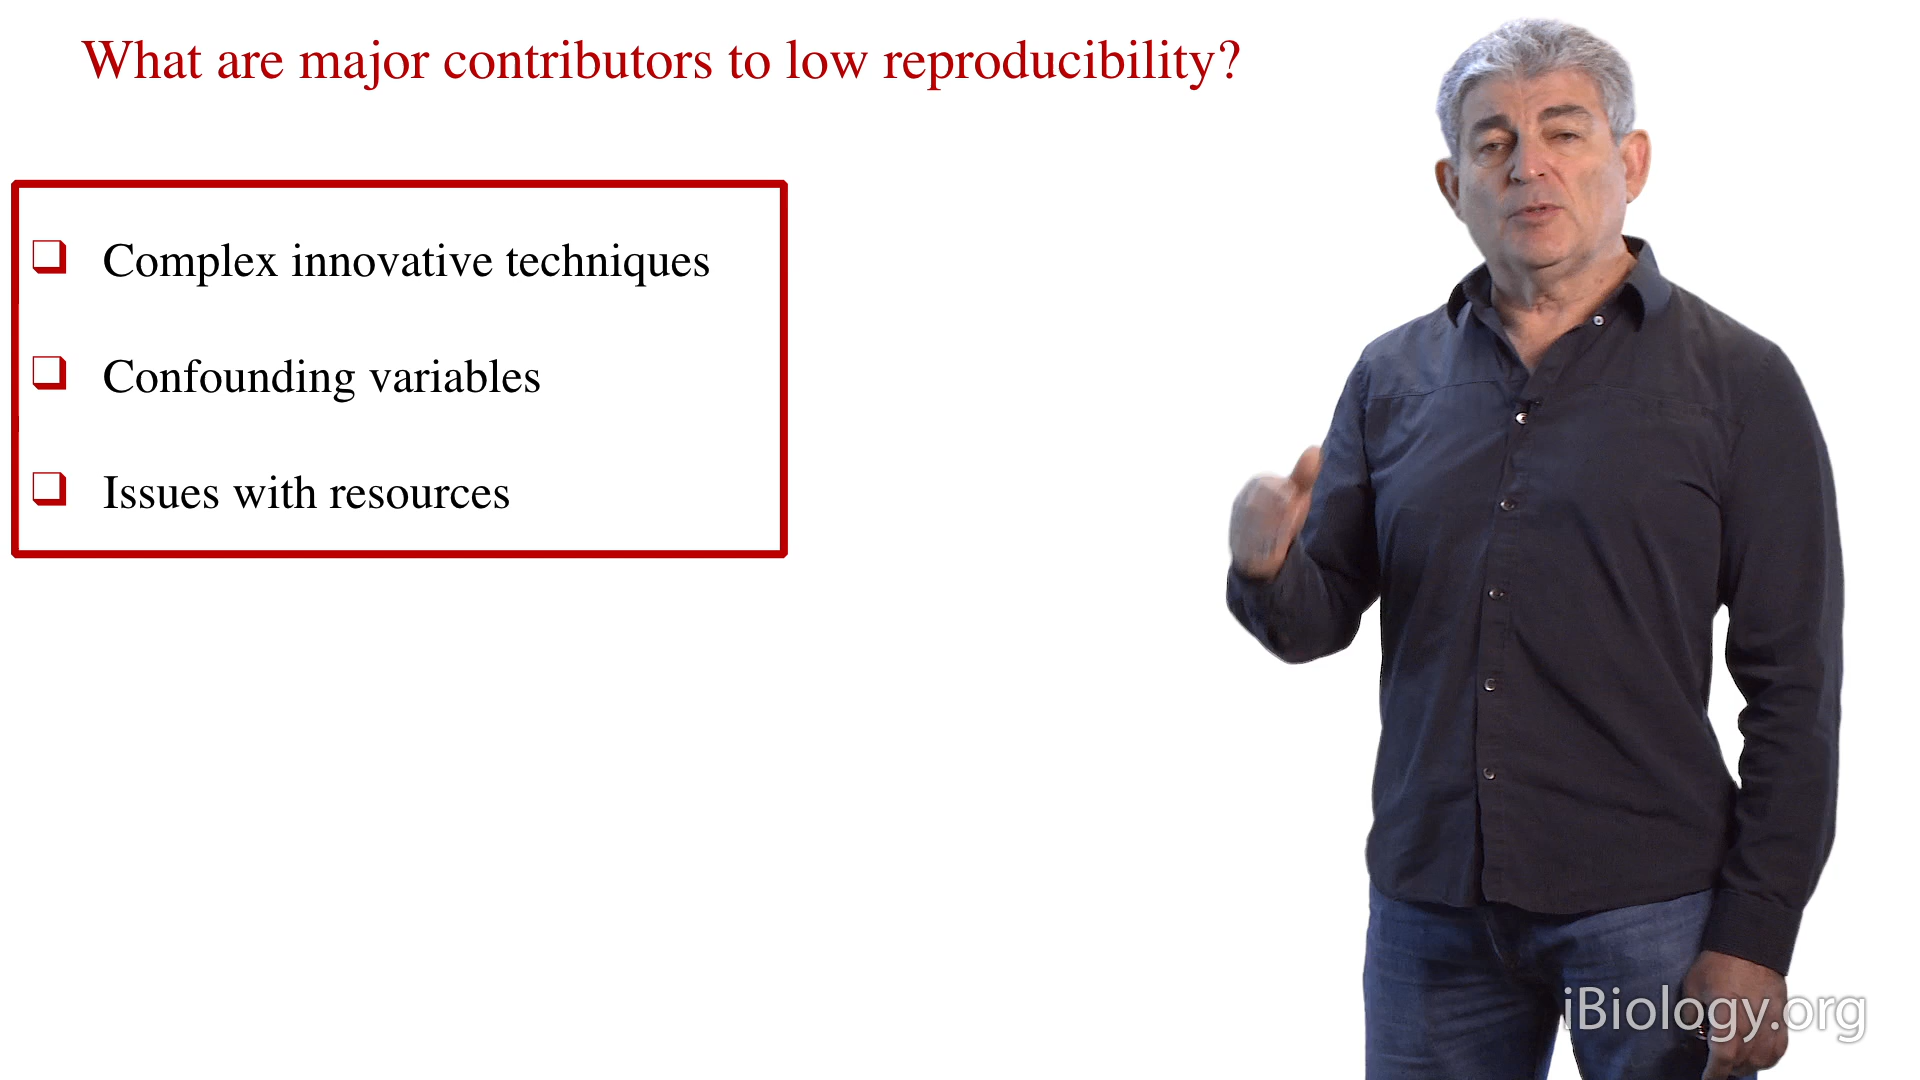 What are major contributors to low reproducibility?
Complex innovative techniques
Confounding variables
Issues with resources
iBiology.org